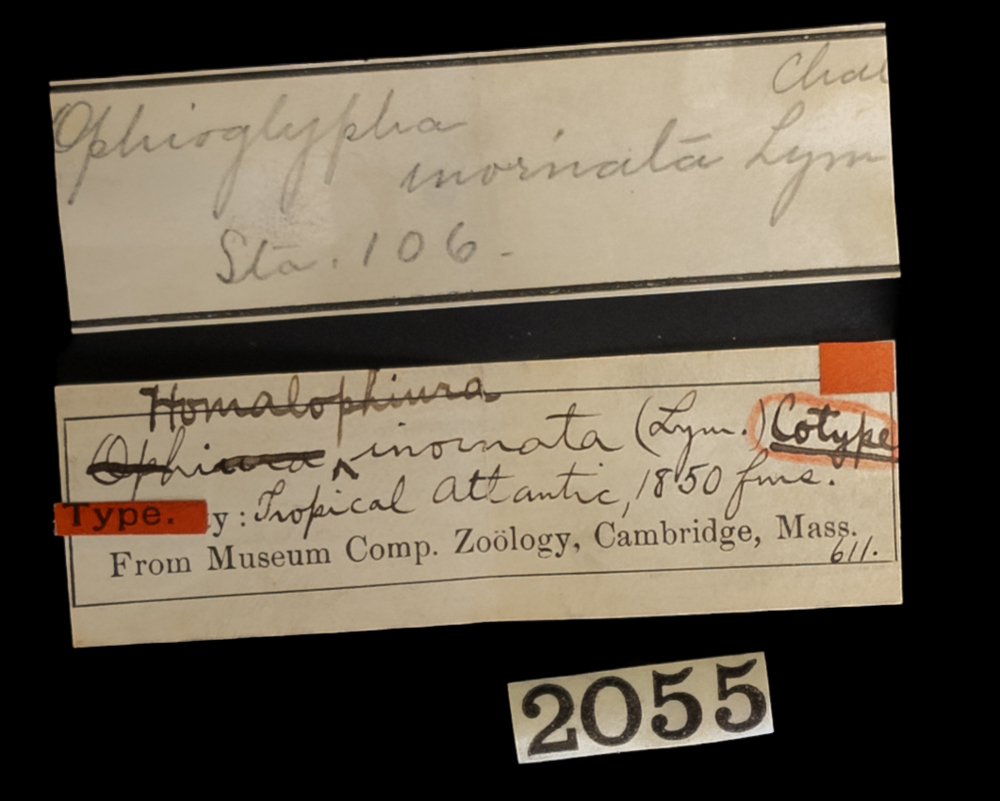 Chal
Ophioglypha
inornata Lym
Sta. 106-
Homalophiura
Ophiura ^ inornata (Lym.) Cotype
Type. y: Tropical Atlantic, 1850 fms.
From Museum Comp. Zoölogy, Cambridge, Mass.
611.
2055